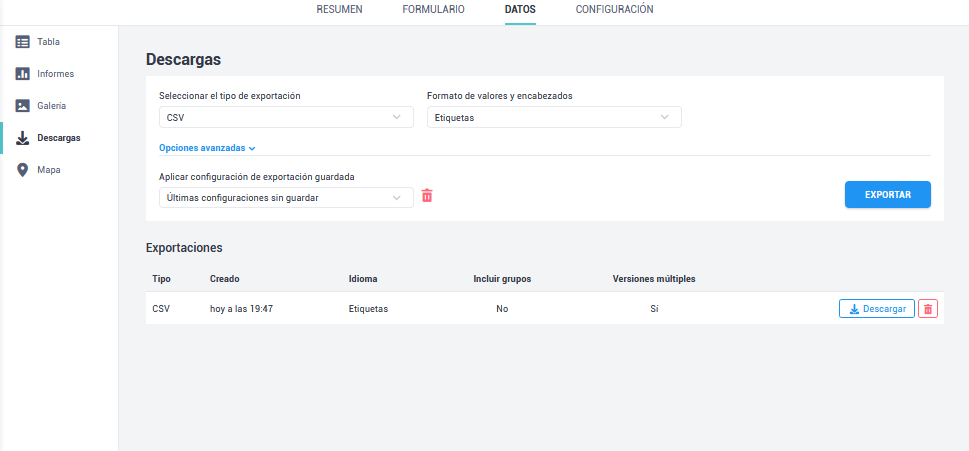 RESUMEN FORMULARIO DATOS CONFIGURACIÓN
Tabla
Informes
Galería
Descargas
Mapa
Descargas
Seleccionar el tipo de exportación Formato de valores y encabezados
CSV Etiquetas
Opciones avanzadas
Aplicar configuración de exportación guardada
Últimas configuraciones sin guardar
EXPORTAR
Exportaciones
Tipo Creado Idioma Incluir grupos Versiones múltiples
CSV hoy a las 19:47 Etiquetas No Sí Descargar